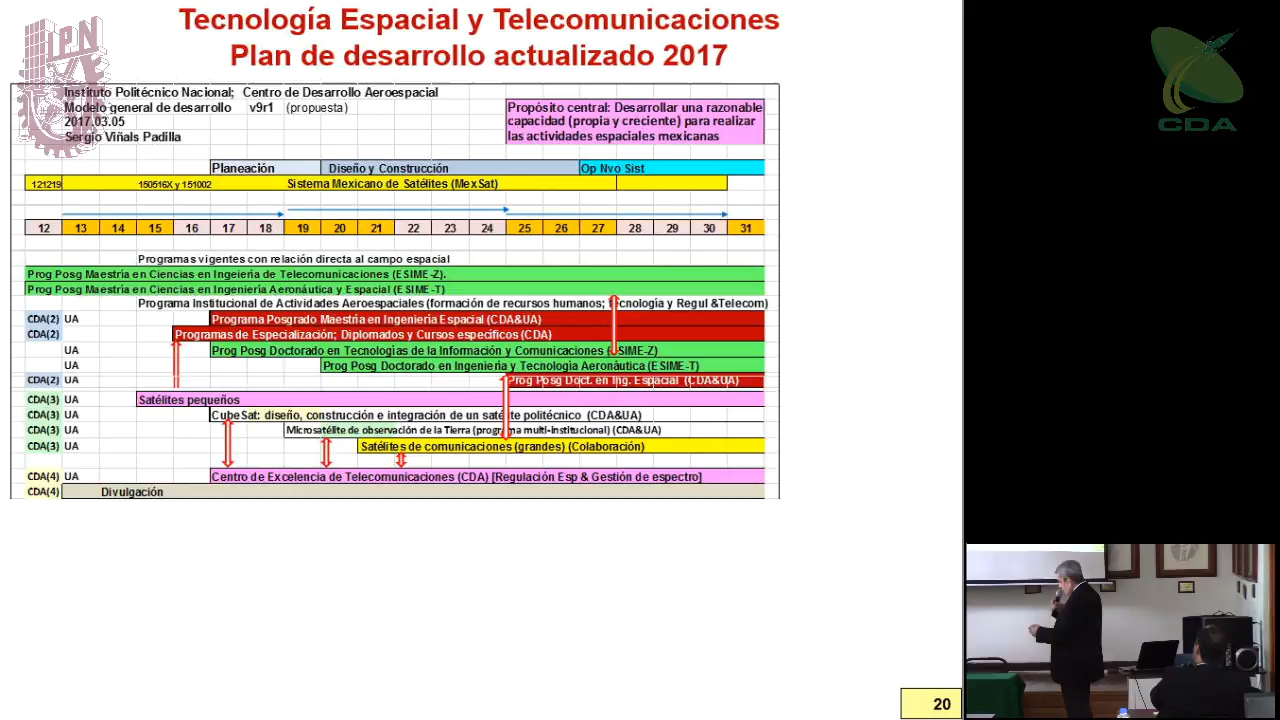 Tecnología Espacial y Telecomunicaciones
Plan de desarrollo actualizado 2017
IPN
CDA
Instituto Politécnico Nacional; Centro de Desarrollo Aeroespacial
Modelo general de desarrollo v9r1 (propuesta)
2017.03.05
Sergio Viñals Padilla
Propósito central: Desarrollar una razonable
capacidad (propia y creciente) para realizar
las actividades espaciales mexicanas
Planeación Diseño y Construcción Op Nvo Sist
121219 150516X y 151002 Sistema Mexicano de Satélites (MexSat)
12 13 14 15 16 17 18 19 20 21 22 23 24 25 26 27 28 29 30 31
Programas vigentes con relación directa al campo espacial
Prog Posg Maestría en Ciencias en Ingeiería de Telecomunicaciones (ESIME-Z).
Prog Posg Maestría en Ciencias en Ingeniería Aeronáutica y Espacial (ESIME-T)
Programa Institucional de Actividades Aeroespaciales (formación de recursos humanos; tecnología y Regul &Telecom)
CDA(2) UA Programa Posgrado Maestría en Ingeniería Espacial (CDA&UA)
CDA(2) Programas de Especialización; Diplomados y Cursos específicos (CDA)
UA Prog Posg Doctorado en Tecnologías de la Información y Comunicaciones (ESIME-Z)
UA Prog Posg Doctorado en Ingeniería y Tecnología Aeronàutica (ESIME-T)
CDA(2) UA Prog Posg Doct. en Ing. Espacial (CDA&UA)
CDA(3) Satélites pequeños
CDA(3) UA CubeSat: diseño, construcción e integración de un satélite politécnico (CDA&UA)
CDA(3) UA Microsatélite de observación de la Tierra (programa multi-institucional) (CDA&UA)
CDA(3) UA Satélites de comunicaciones (grandes) (Colaboración)
CDA(4) UA Centro de Excelencia de Telecomunicaciones (CDA) [Regulación Esp & Gestión de espectro]
CDA(4) Divulgación
20